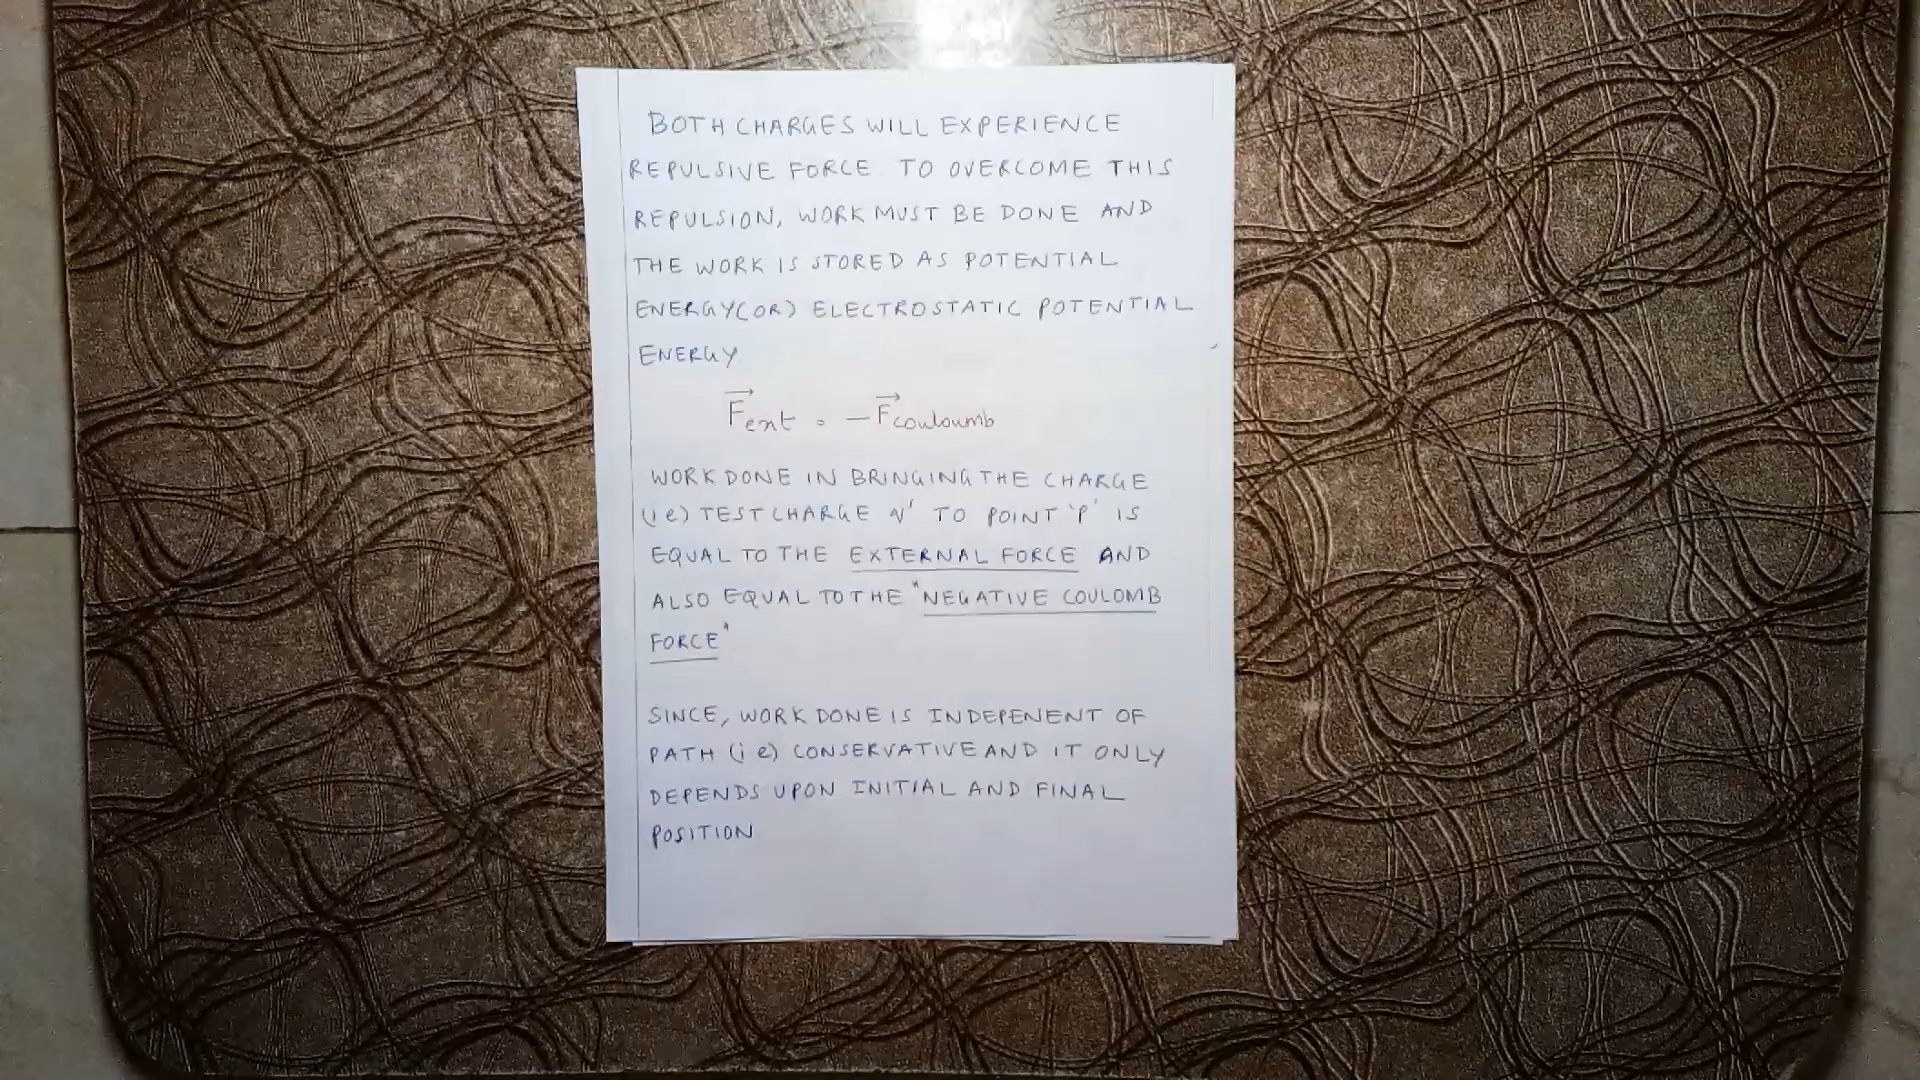 BOTH CHARGES WILL EXPERIENCE
REPULSIVE FORCE TO OVERCOME THIS
REPULSION, WORK MUST BE DONE AND
THE WORK IS STORED AS POTENTIAL
ENERGY (OR) ELECTROSTATIC POTENTIAL
ENERGY
F⃗ext = -F⃗couloumb
WORK DONE IN BRINGING THE CHARGE
(i e) TEST CHARGE q' TO POINT 'P' IS
EQUAL TO THE EXTERNAL FORCE AND
ALSO EQUAL TO THE "NEGATIVE COULOMB
FORCE"
SINCE, WORK DONE IS INDEPENENT OF
PATH (i e) CONSERVATIVE AND IT ONLY
DEPENDS UPON INITIAL AND FINAL
POSITION